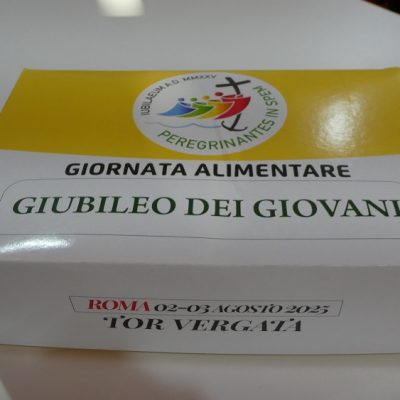 IUBILAEUM A.D. MMXXV
PEREGRINANTES IN SPEM
GIORNATA ALIMENTARE
GIUBILEO DEI GIOVANI
ROMA 02-03 AGOSTO 2025
TOR VERGATA